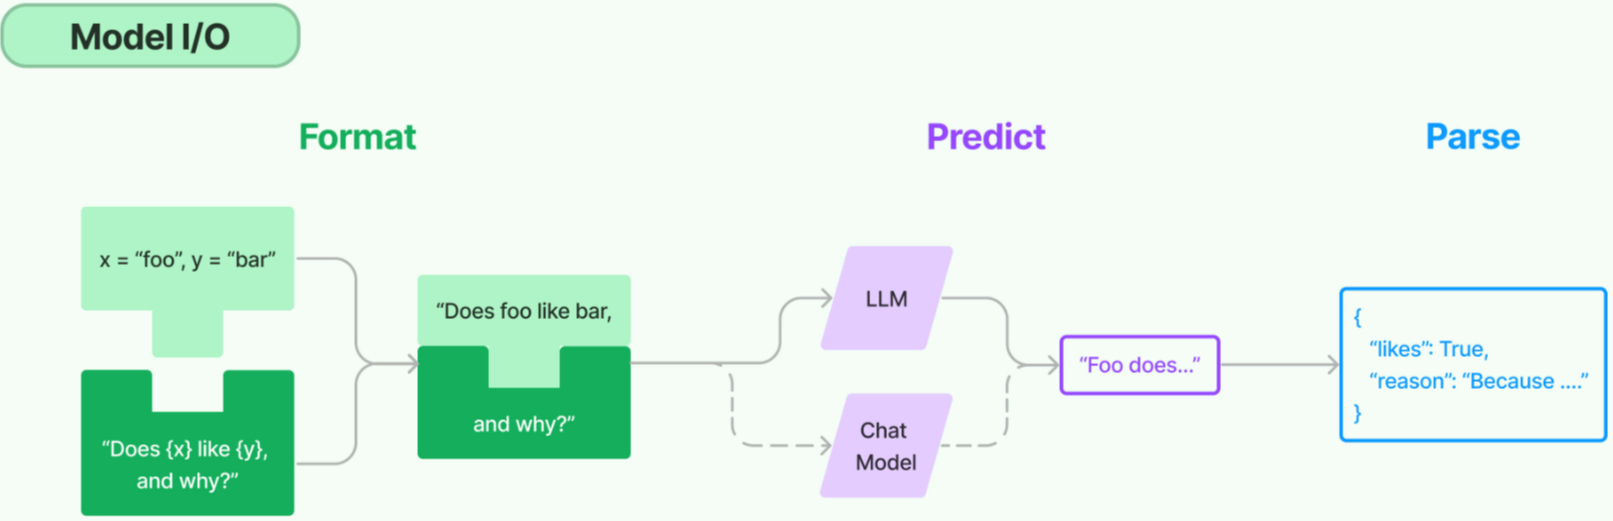 Model I/O
Format
Predict
Parse
x = “foo”, y = “bar”
“Does {x} like {y},
and why?”
“Does foo like bar,
and why?”
LLM
Chat
Model
“Foo does...”
{
“likes”: True,
“reason”: “Because ....”
}